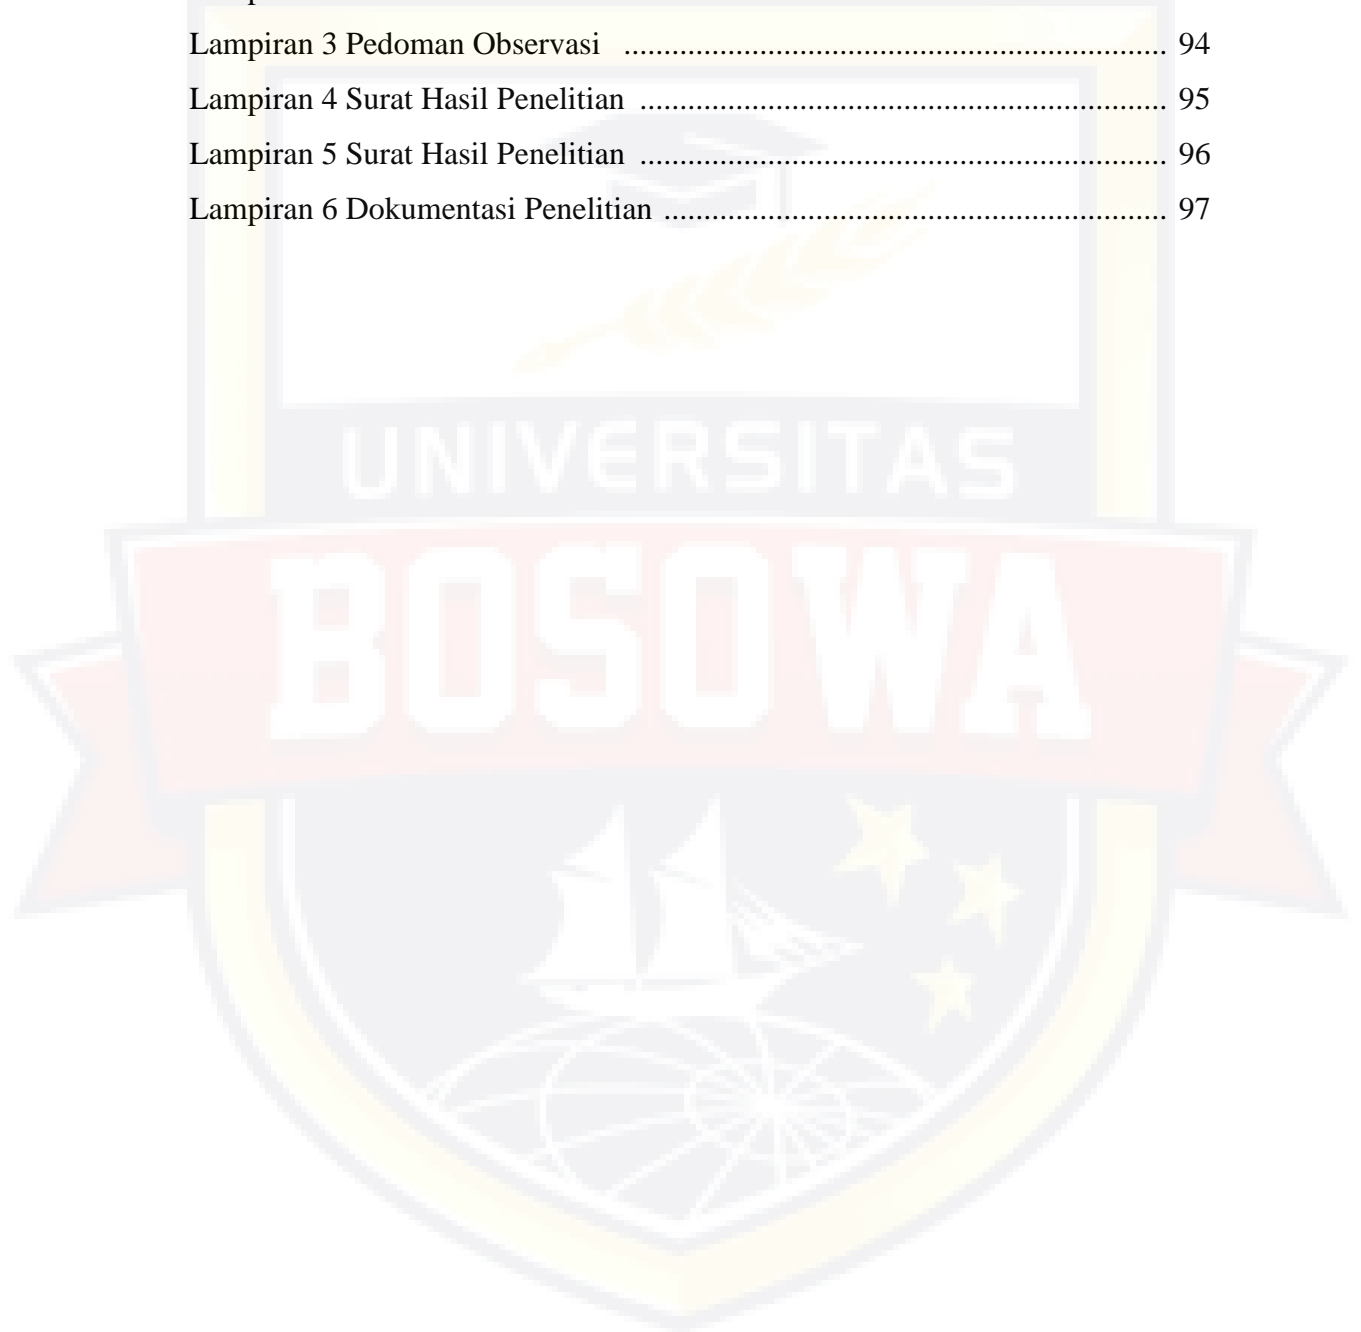 Lampiran 3 Pedoman Observasi ................................................................... 94
Lampiran 4 Surat Hasil Penelitian ................................................................. 95
Lampiran 5 Surat Hasil Penelitian ................................................................. 96
Lampiran 6 Dokumentasi Penelitian .............................................................. 97
UNIVERSITAS
BOSOWA